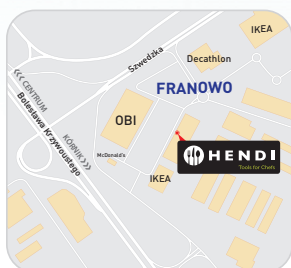 IKEA
Szwedzka
Decathlon
FRANOWO
<<< CENTRUM
Bolesława Krzywoustego
KÓRNIK >>>
OBI
McDonald's
HENDI
Tools for Chefs
IKEA